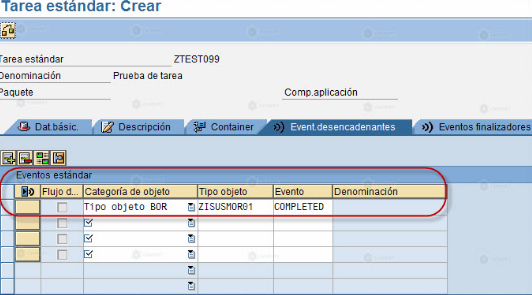 Tarea estándar: Crear
Tarea estándar ZTEST099
Denominación Prueba de tarea
Paquete Comp.aplicación
Dat.básic. Descripción Container Event.desencadenantes Eventos finalizadores
Eventos estándar
Flujo d... Categoría de objeto Tipo objeto Evento Denominación
Tipo objeto BOR ZISUSMOR01 COMPLETED